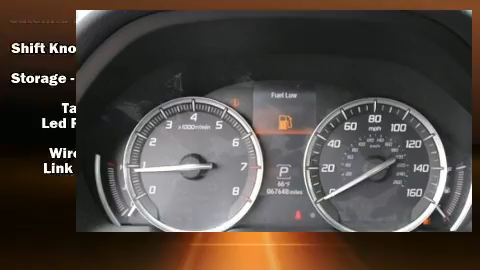 Shift Kno
Storage -
Ta
Led F
Wire
Link
Fuel Low
x1000r/min
1
2
3
4
5
6
7
8
P
66°F
067648 miles
mph
0
20
40
60
80
100
120
140
160